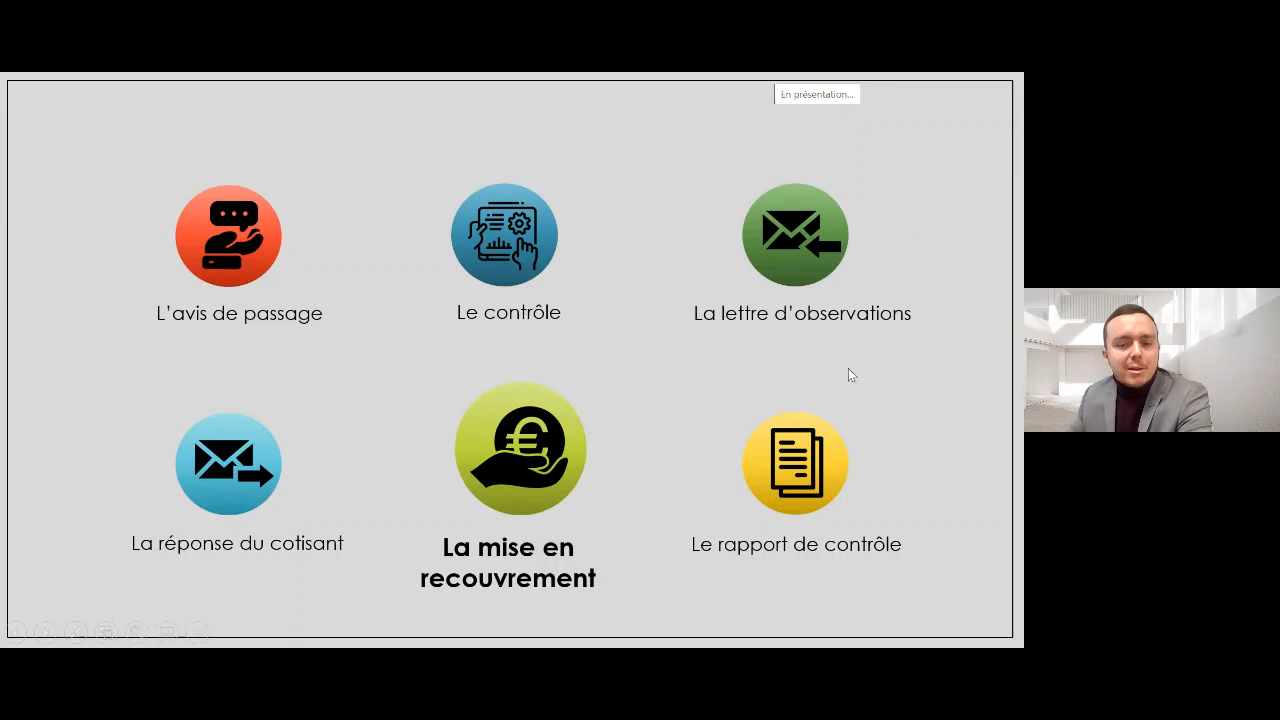 En présentation...
L'avis de passage
Le contrôle
La lettre d'observations
La réponse du cotisant
La mise en
recouvrement
Le rapport de contrôle